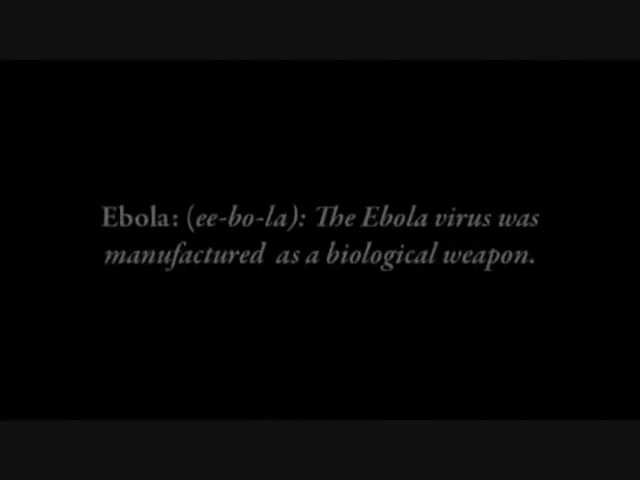 Ebola: (ee-bo-la): The Ebola virus was
manufactured as a biological weapon.